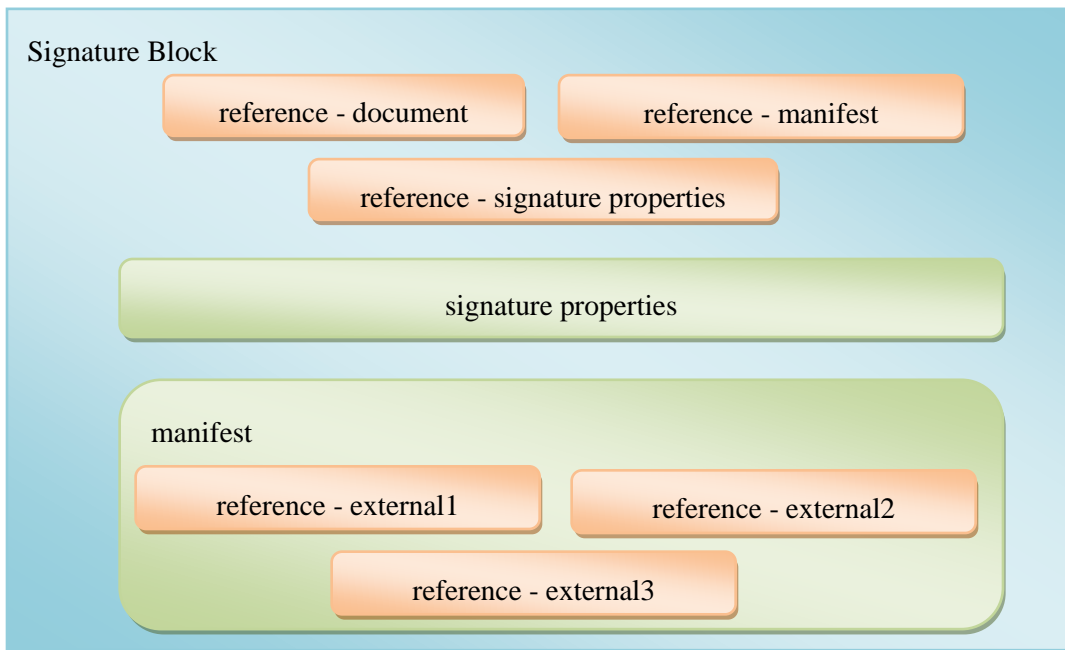 Signature Block
reference - document
reference - manifest
reference - signature properties
signature properties
manifest
reference - external1
reference - external2
reference - external3